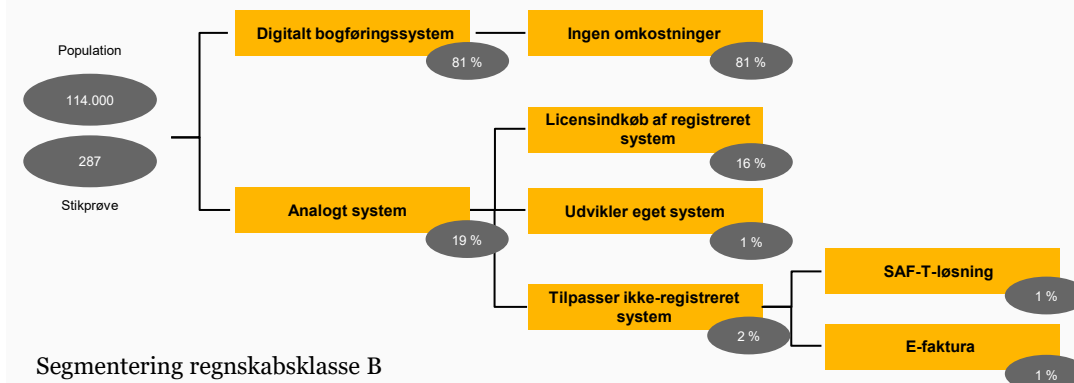 Population
114.000
287
Stikprøve
Digitalt bogføringssystem
81 %
Ingen omkostninger
81 %
Analogt system
19 %
Licensindkøb af registreret
system
16 %
Udvikler eget system
1 %
Tilpasser ikke-registreret
system
2 %
SAF-T-løsning
1 %
E-faktura
1 %
Segmentering regnskabsklasse B